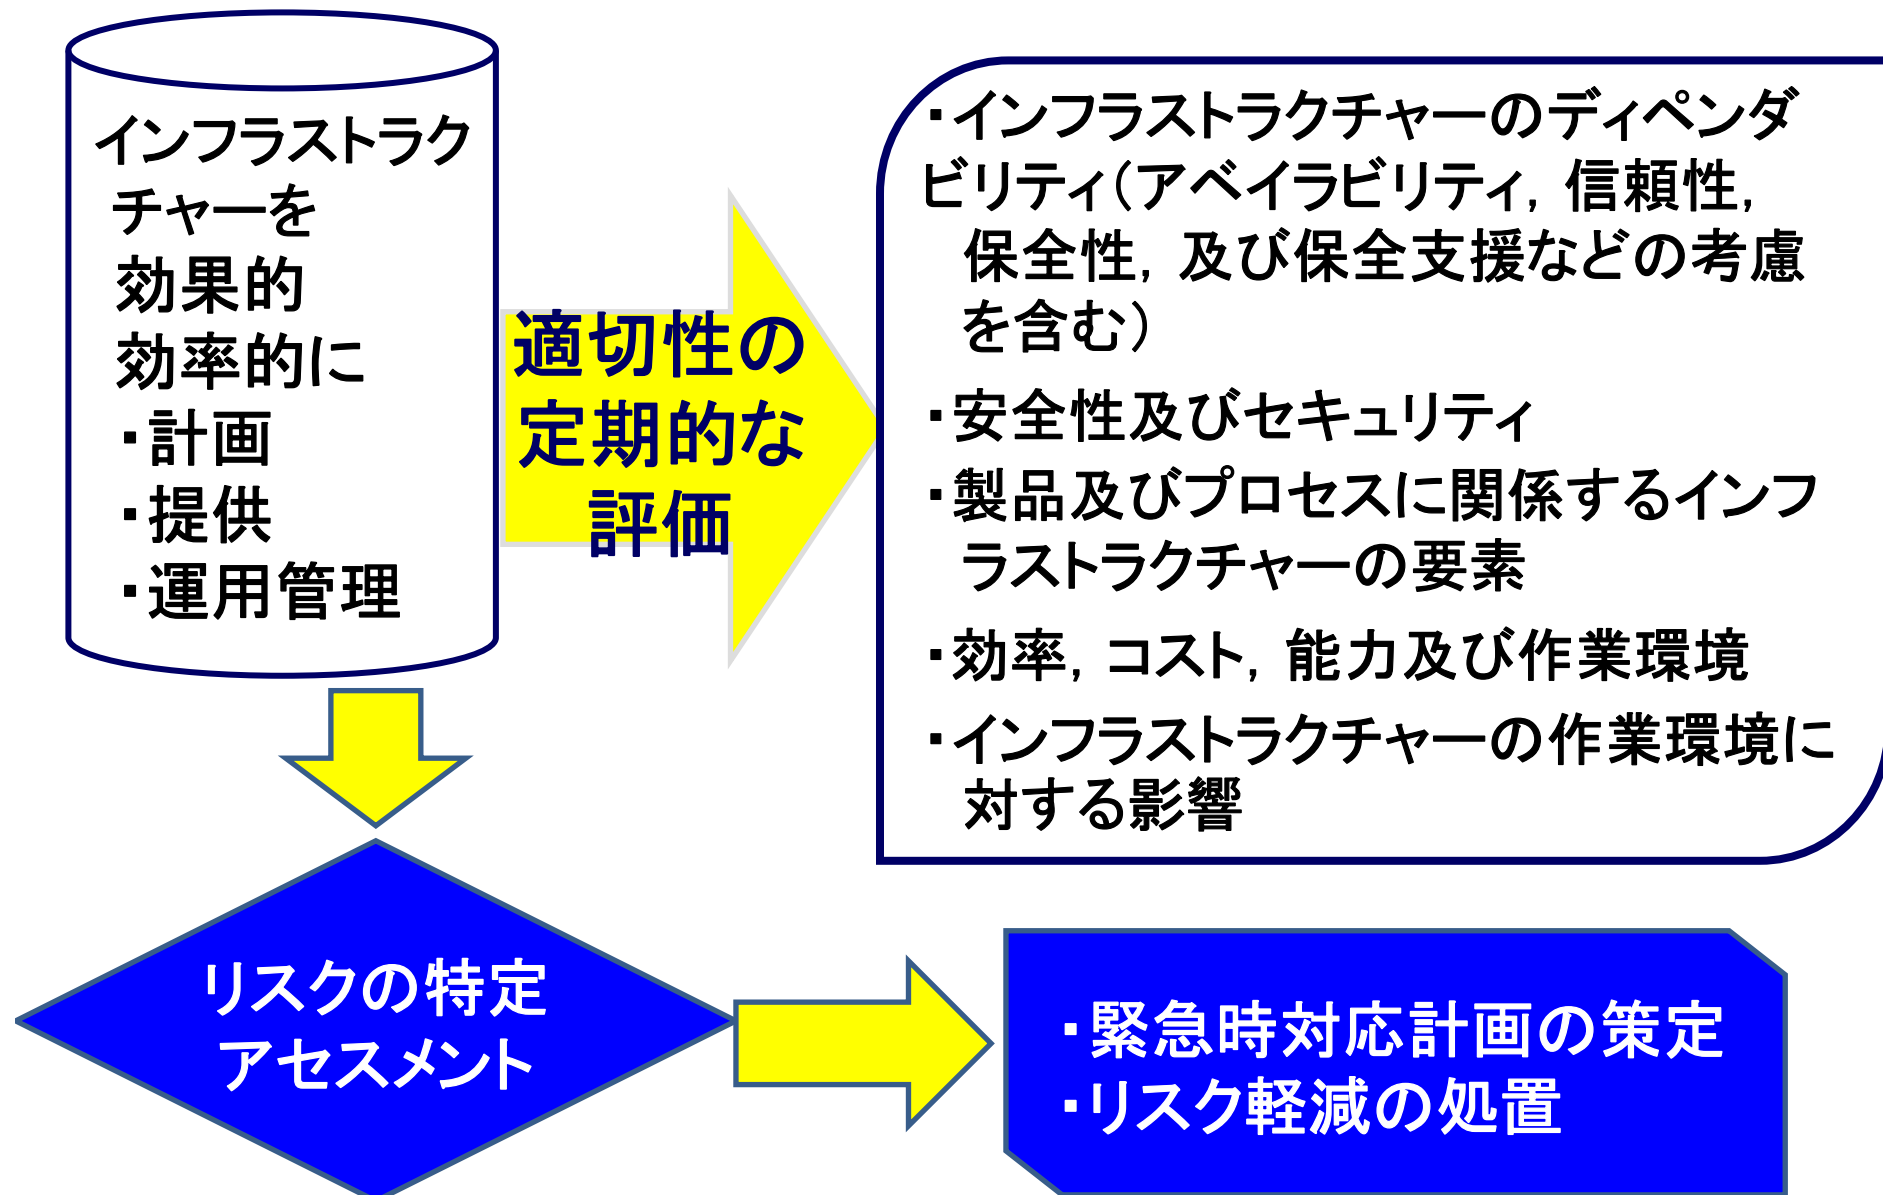 インフラストラク
チャーを
効果的
効率的に
・計画
・提供
・運用管理
適切性の
定期的な
評価
・インフラストラクチャーのディペンダ
ビリティ(アベイラビリティ, 信頼性,
保全性, 及び保全支援などの考慮
を含む)
・安全性及びセキュリティ
・製品及びプロセスに関係するインフ
ラストラクチャーの要素
・効率, コスト, 能力及び作業環境
・インフラストラクチャーの作業環境に
対する影響
リスクの特定
アセスメント
・緊急時対応計画の策定
・リスク軽減の処置